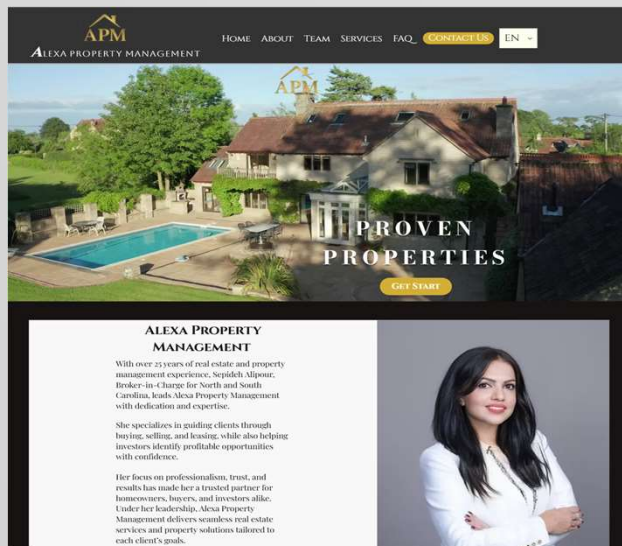 APM
ALEXA PROPERTY MANAGEMENT
HOME ABOUT TEAM SERVICES FAQ CONTACT US EN
APM
PROVEN
PROPERTIES
GET START
ALEXA PROPERTY
MANAGEMENT
With over 25 years of real estate and property
management experience, Sepideh Alipour,
Broker-in-Charge for North and South
Carolina, leads Alexa Property Management
with dedication and expertise.
She specializes in guiding clients through
buying, selling, and leasing, while also helping
investors identify profitable opportunities
with confidence.
Her focus on professionalism, trust, and
results has made her a trusted partner for
homeowners, buyers, and investors alike.
Under her leadership, Alexa Property
Management delivers seamless real estate
services and property solutions tailored to
each client's goals.